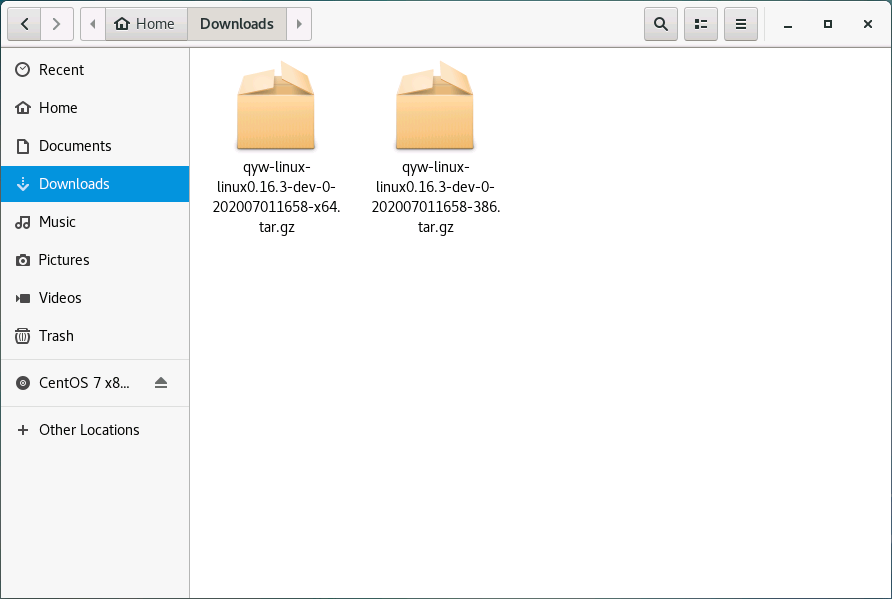 Home
Downloads
Recent
Home
Documents
Downloads
Music
Pictures
Videos
Trash
CentOS 7 x8...
Other Locations
qyw-linux-
linux0.16.3-dev-0-
202007011658-x64.
tar.gz
qyw-linux-
linux0.16.3-dev-0-
202007011658-386.
tar.gz